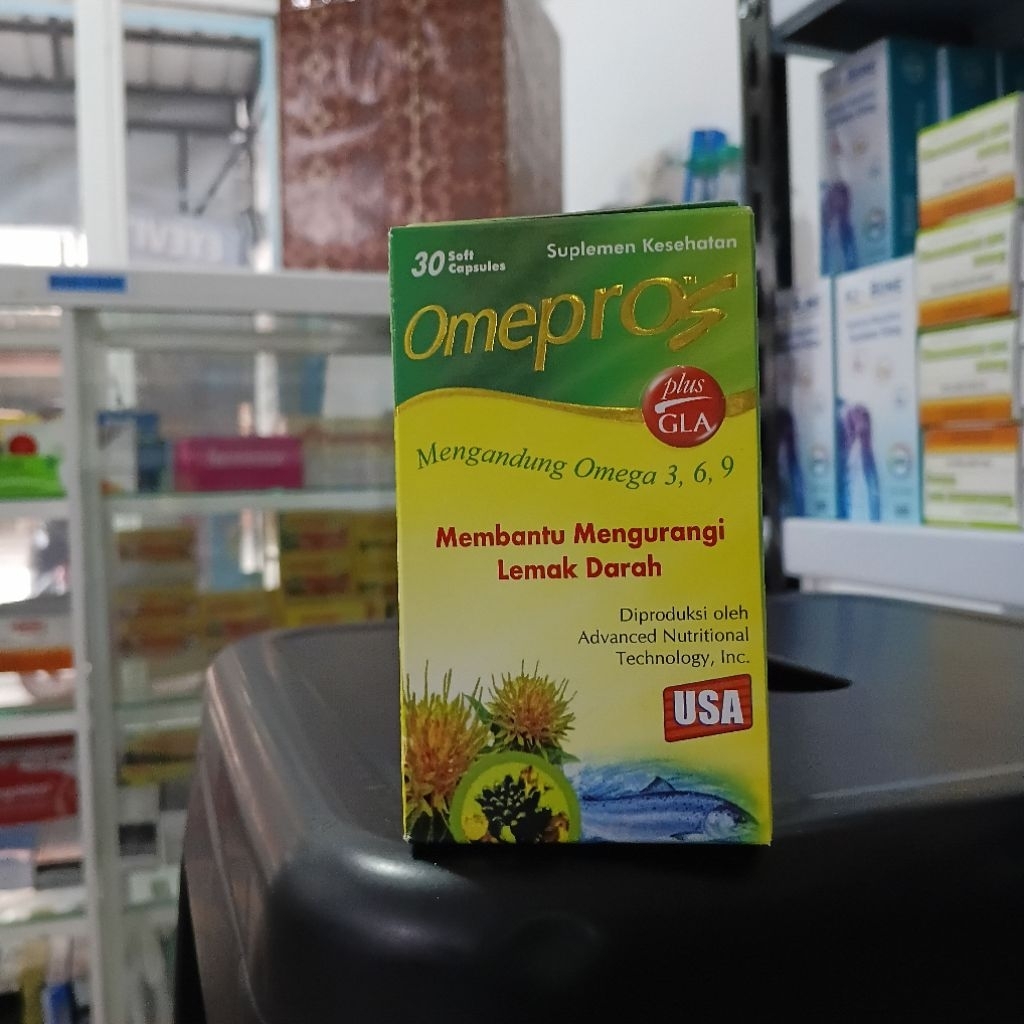 30 Soft Capsules
Suplemen Kesehatan
Omepros™
plus
GLA
Mengandung Omega 3, 6, 9
Membantu Mengurangi
Lemak Darah
Diproduksi oleh
Advanced Nutritional
Technology, Inc.
USA